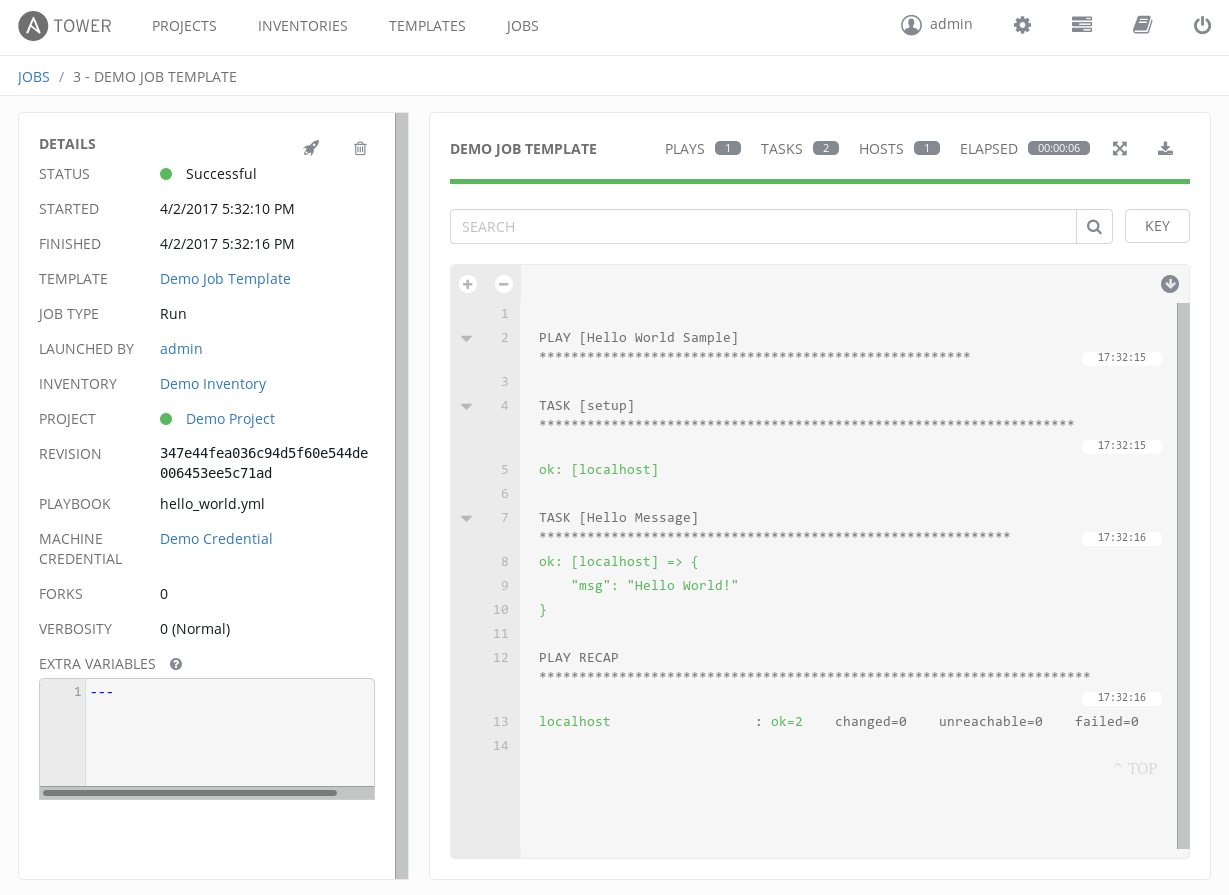 A TOWER PROJECTS INVENTORIES TEMPLATES JOBS admin
JOBS / 3 - DEMO JOB TEMPLATE
DETAILS
STATUS Successful
STARTED 4/2/2017 5:32:10 PM
FINISHED 4/2/2017 5:32:16 PM
TEMPLATE Demo Job Template
JOB TYPE Run
LAUNCHED BY admin
INVENTORY Demo Inventory
PROJECT Demo Project
REVISION 347e44fea036c94d5f60e544de
006453ee5c71ad
PLAYBOOK hello_world.yml
MACHINE Demo Credential
CREDENTIAL
FORKS 0
VERBOSITY 0 (Normal)
EXTRA VARIABLES ?
1 ---
DEMO JOB TEMPLATE PLAYS 1 TASKS 2 HOSTS 1 ELAPSED 00:00:06
SEARCH KEY
1
2 PLAY [Hello World Sample]
****************************************************** 17:32:15
3
4 TASK [setup]
*******************************************************************
17:32:15
5 ok: [localhost]
6
7 TASK [Hello Message]
*********************************************************** 17:32:16
8 ok: [localhost] => {
9     "msg": "Hello World!"
10 }
11
12 PLAY RECAP
*********************************************************************
17:32:16
13 localhost                  : ok=2    changed=0    unreachable=0    failed=0
14
^ TOP